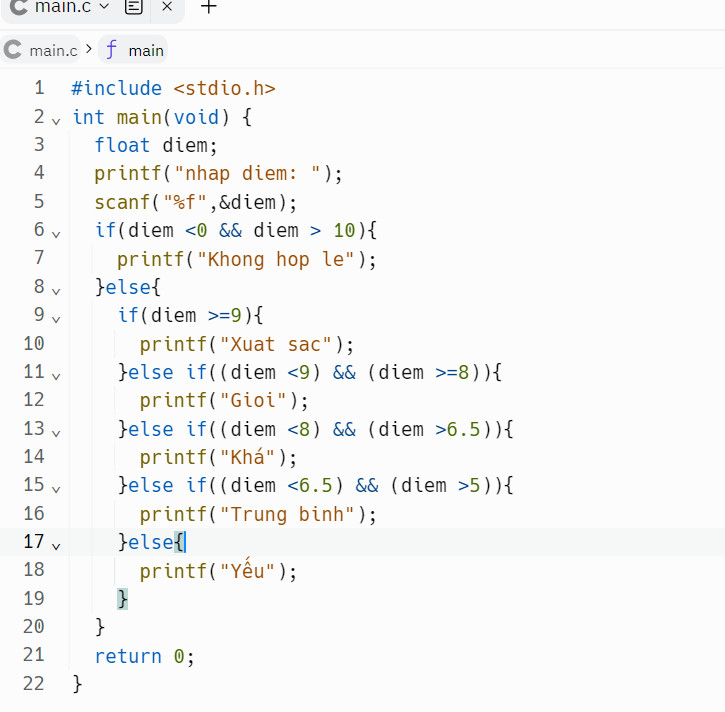 main.c
main.c > f main
1 #include <stdio.h>
2 int main(void) {
3 float diem;
4 printf("nhap diem: ");
5 scanf("%f",&diem);
6 if(diem <0 && diem > 10){
7 printf("Khong hop le");
8 }else{
9 if(diem >=9){
10 printf("Xuat sac");
11 }else if((diem <9) && (diem >=8)){
12 printf("Gioi");
13 }else if((diem <8) && (diem >6.5)){
14 printf("Khá");
15 }else if((diem <6.5) && (diem >5)){
16 printf("Trung binh");
17 }else{
18 printf("Yếu");
19 }
20 }
21 return 0;
22 }